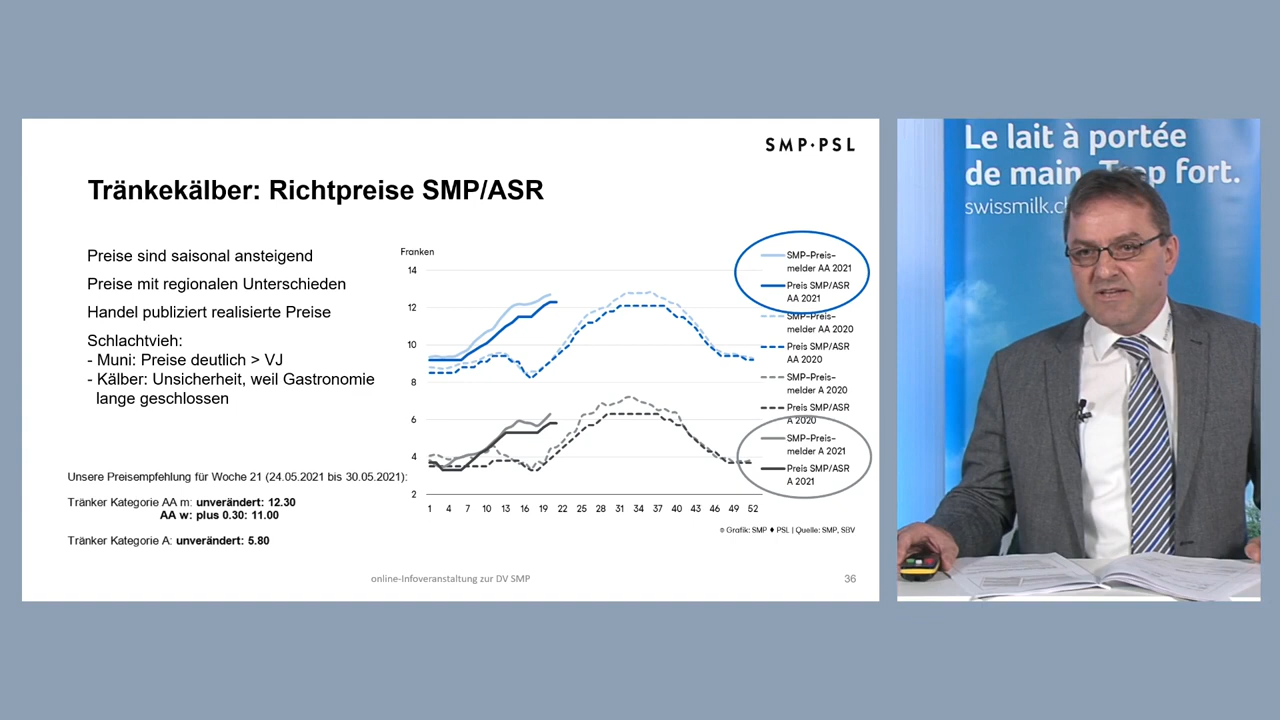 SMP♦PSL
Tränkekälber: Richtpreise SMP/ASR
Preise sind saisonal ansteigend
Preise mit regionalen Unterschieden
Handel publiziert realisierte Preise
Schlachtvieh:
- Muni: Preise deutlich > VJ
- Kälber: Unsicherheit, weil Gastronomie
lange geschlossen
Unsere Preisempfehlung für Woche 21 (24.05.2021 bis 30.05.2021):
Tränker Kategorie AA m: unverändert: 12.30
AA w: plus 0.30: 11.00
Tränker Kategorie A: unverändert: 5.80
Franken
14
12
10
8
6
4
2
1 4 7 10 13 16 19 22 25 28 31 34 37 40 43 46 49 52
SMP-Preis-
melder AA 2021
Preis SMP/ASR
AA 2021
SMP-Preis-
melder AA 2020
Preis SMP/ASR
AA 2020
SMP-Preis-
melder A 2020
Preis SMP/ASR
A 2020
SMP-Preis-
melder A 2021
Preis SMP/ASR
A 2021
© Grafik: SMP ♦ PSL | Quelle: SMP, SBV
online-Infoveranstaltung zur DV SMP
36
Le lait à portée
de main. fort.